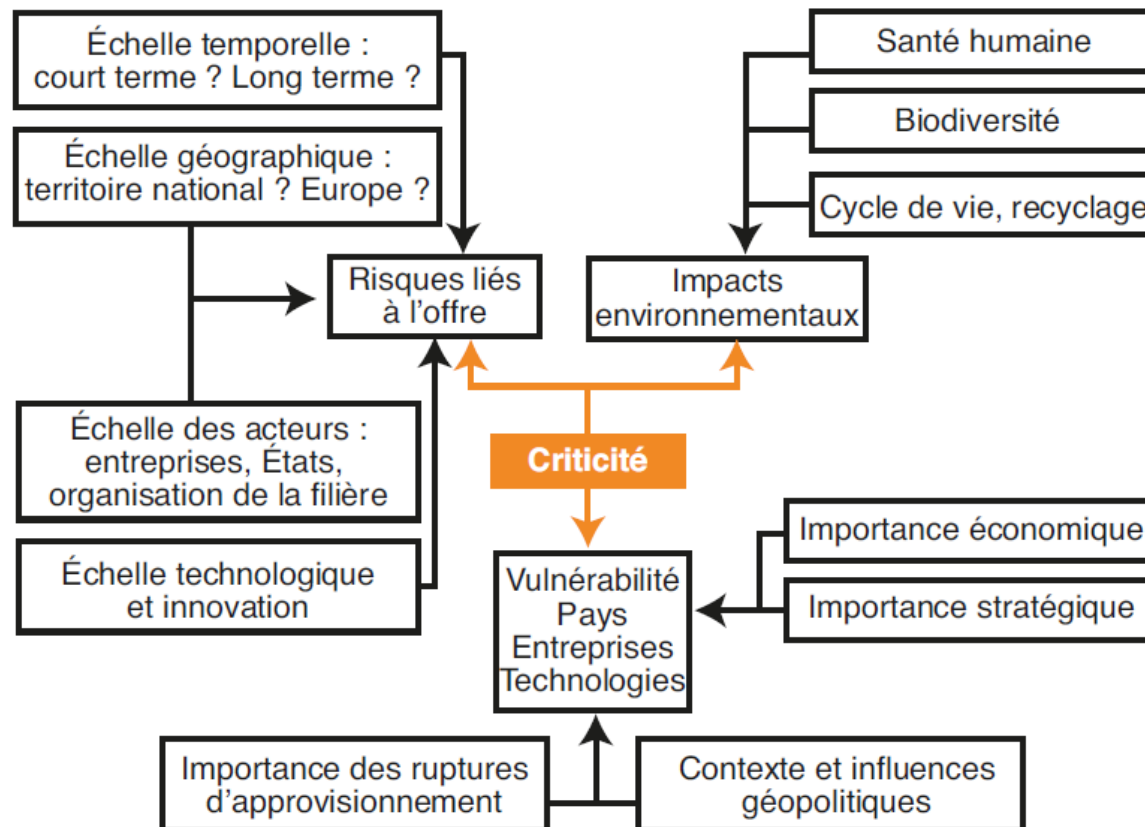 Échelle temporelle :
court terme ? Long terme ?
Échelle géographique :
territoire national ? Europe ?
Santé humaine
Biodiversité
Cycle de vie, recyclage
Risques liés
à l’offre
Impacts
environnementaux
Échelle des acteurs :
entreprises, États,
organisation de la filière
Criticité
Échelle technologique
et innovation
Vulnérabilité
Pays
Entreprises
Technologies
Importance économique
Importance stratégique
Importance des ruptures
d’approvisionnement
Contexte et influences
géopolitiques